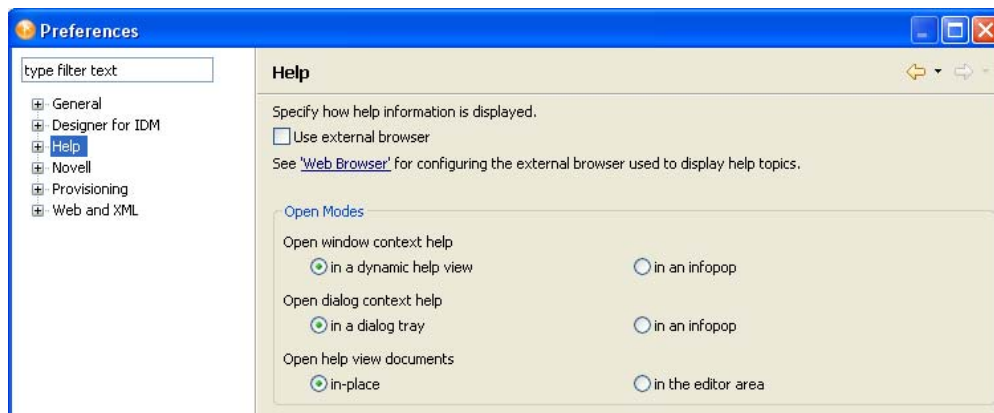 Preferences
type filter text
General
Designer for IDM
Help
Novell
Provisioning
Web and XML
Help
Specify how help information is displayed.
Use external browser
See 'Web Browser' for configuring the external browser used to display help topics.
Open Modes
Open window context help
in a dynamic help view in an infopop
Open dialog context help
in a dialog tray in an infopop
Open help view documents
in-place in the editor area